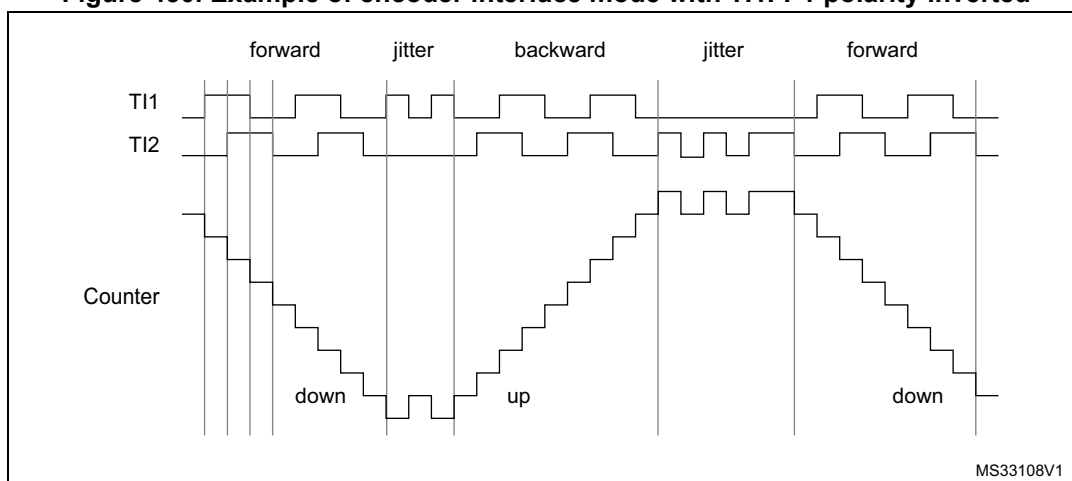 forward jitter backward jitter forward
TI1
TI2
Counter
down up down
MS33108V1